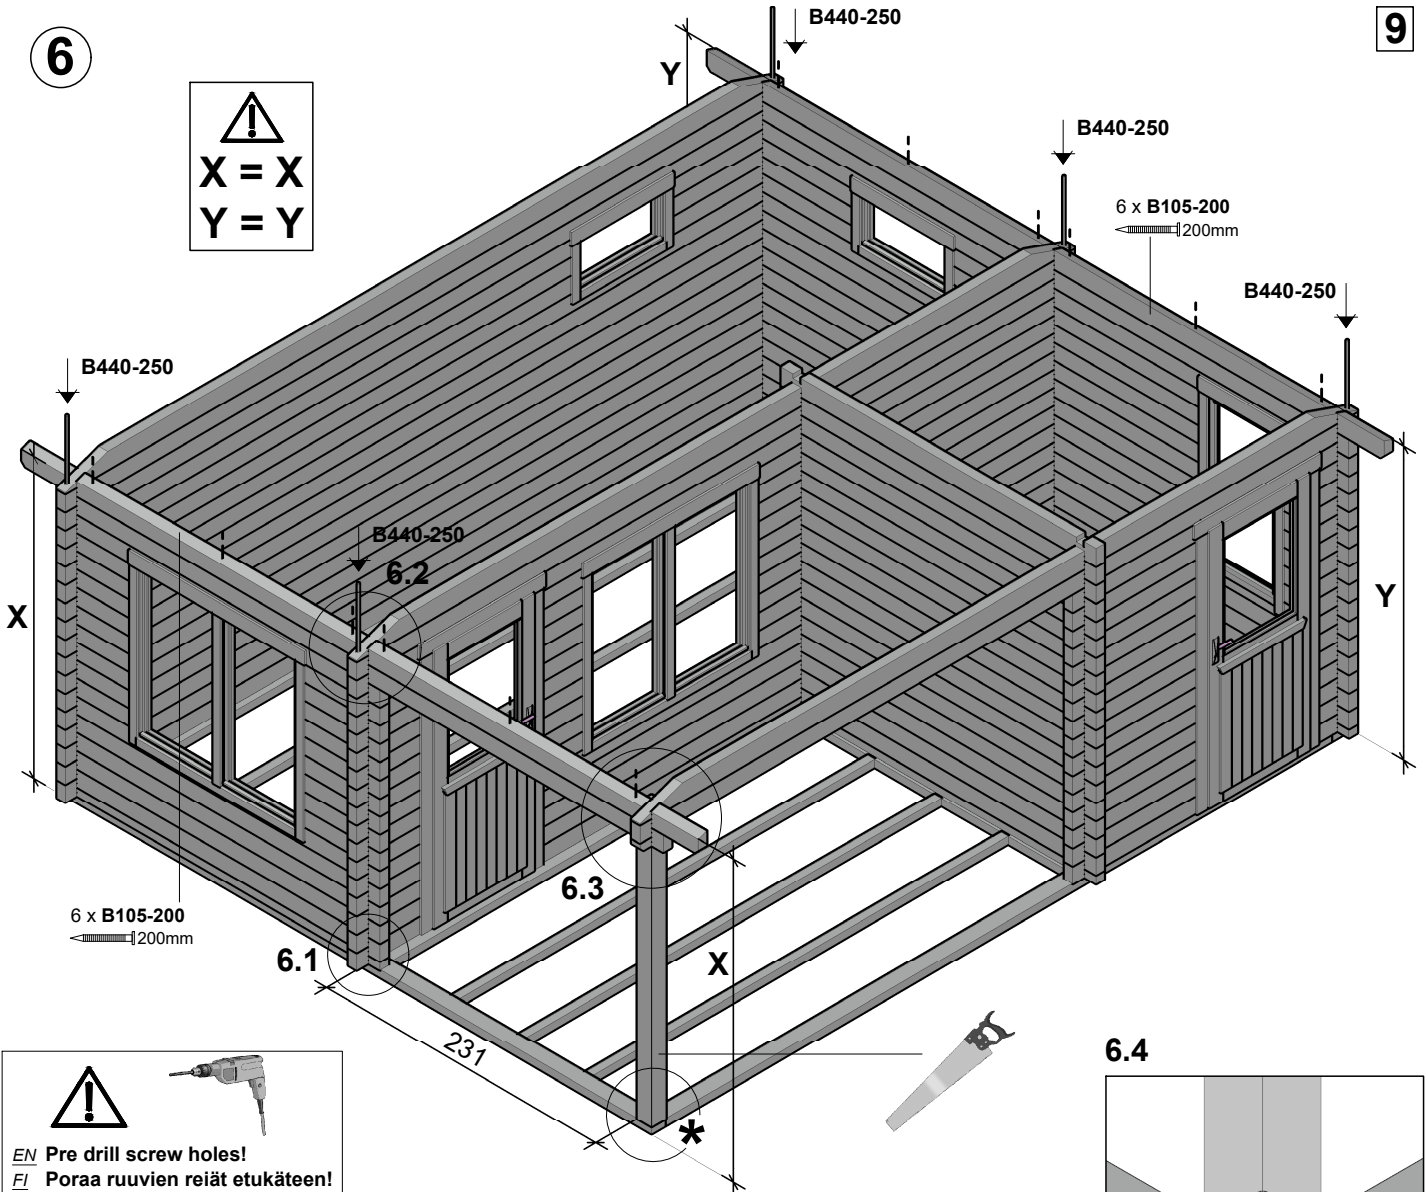 6
9
B440-250
Y
X = X
Y = Y
B440-250
6 x B105-200
200mm
B440-250
B440-250
B440-250
6.2
X
Y
6.3
6 x B105-200
200mm
6.1
X
231
6.4
*
EN Pre drill screw holes!
FI Poraa ruuvien reiät etukäteen!